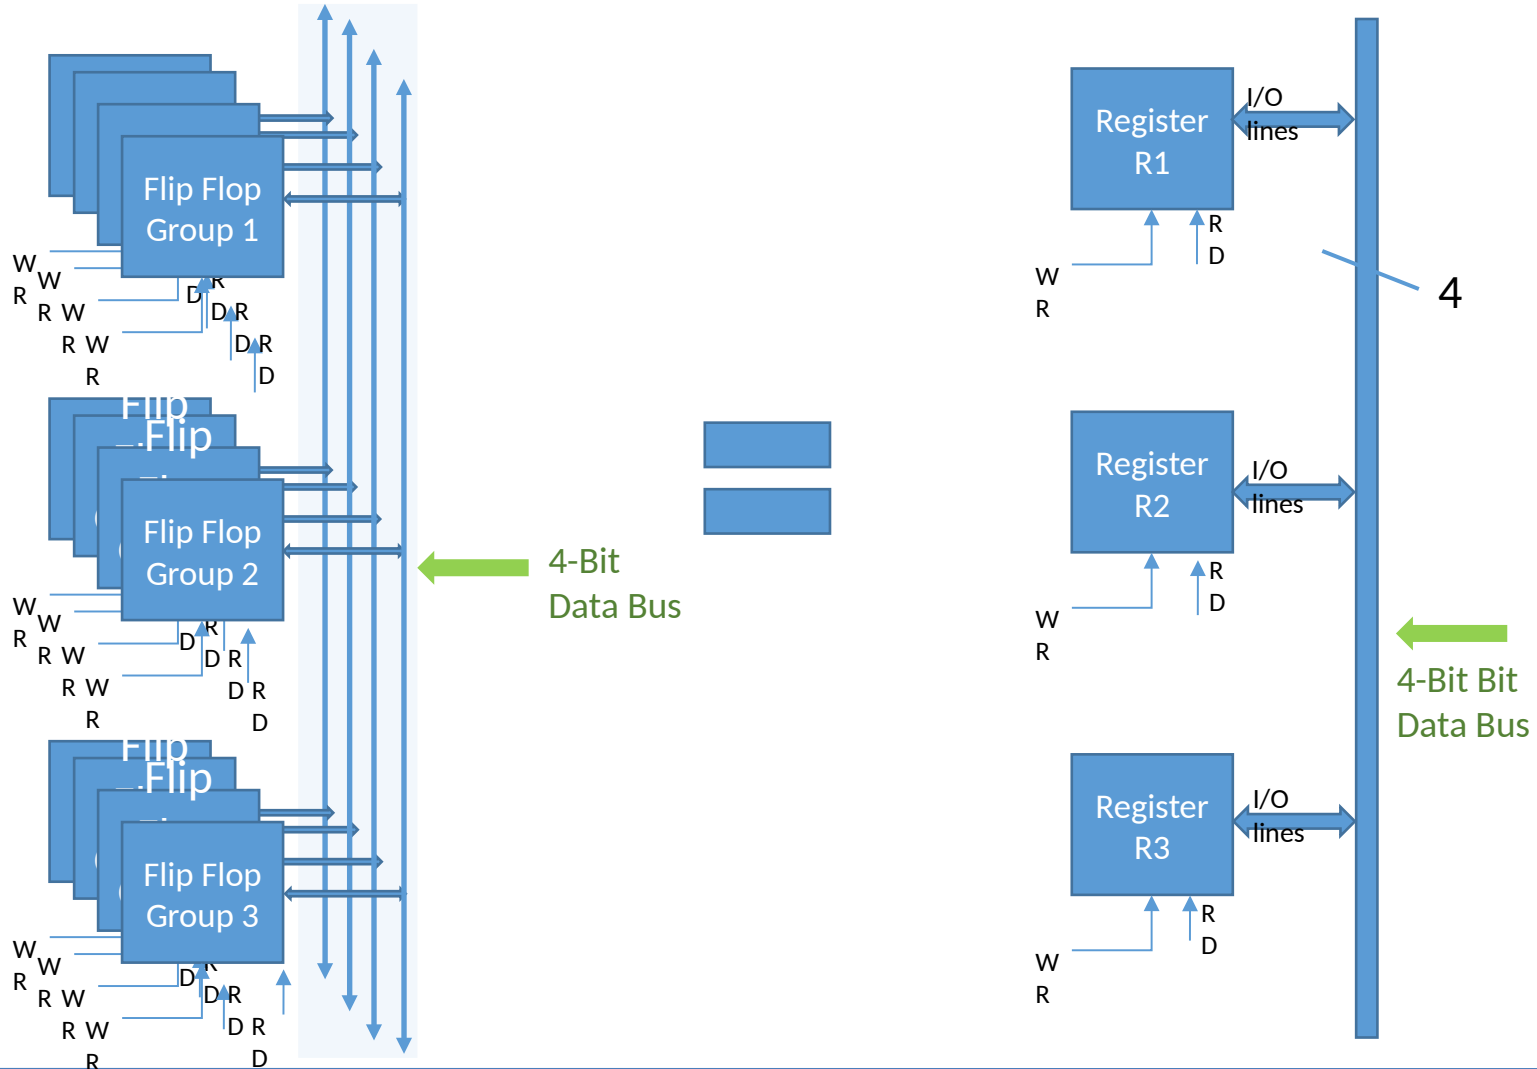 Flip Flop
Group 1
W
R
W
R
W
R
W
R
D
R
D
R
D
R
D
Flip
Flip
Flip Flop
Group 2
W
R
W
R
W
R
W
R
D
R
D
R
D
R
D
Flip
Flip
Flip Flop
Group 3
W
R
W
R
W
R
W
R
D
R
D
R
D
R
D
4-Bit
Data Bus
Register
R1
I/O
lines
W
R
R
D
4
Register
R2
I/O
lines
W
R
R
D
4-Bit Bit
Data Bus
Register
R3
I/O
lines
W
R
R
D